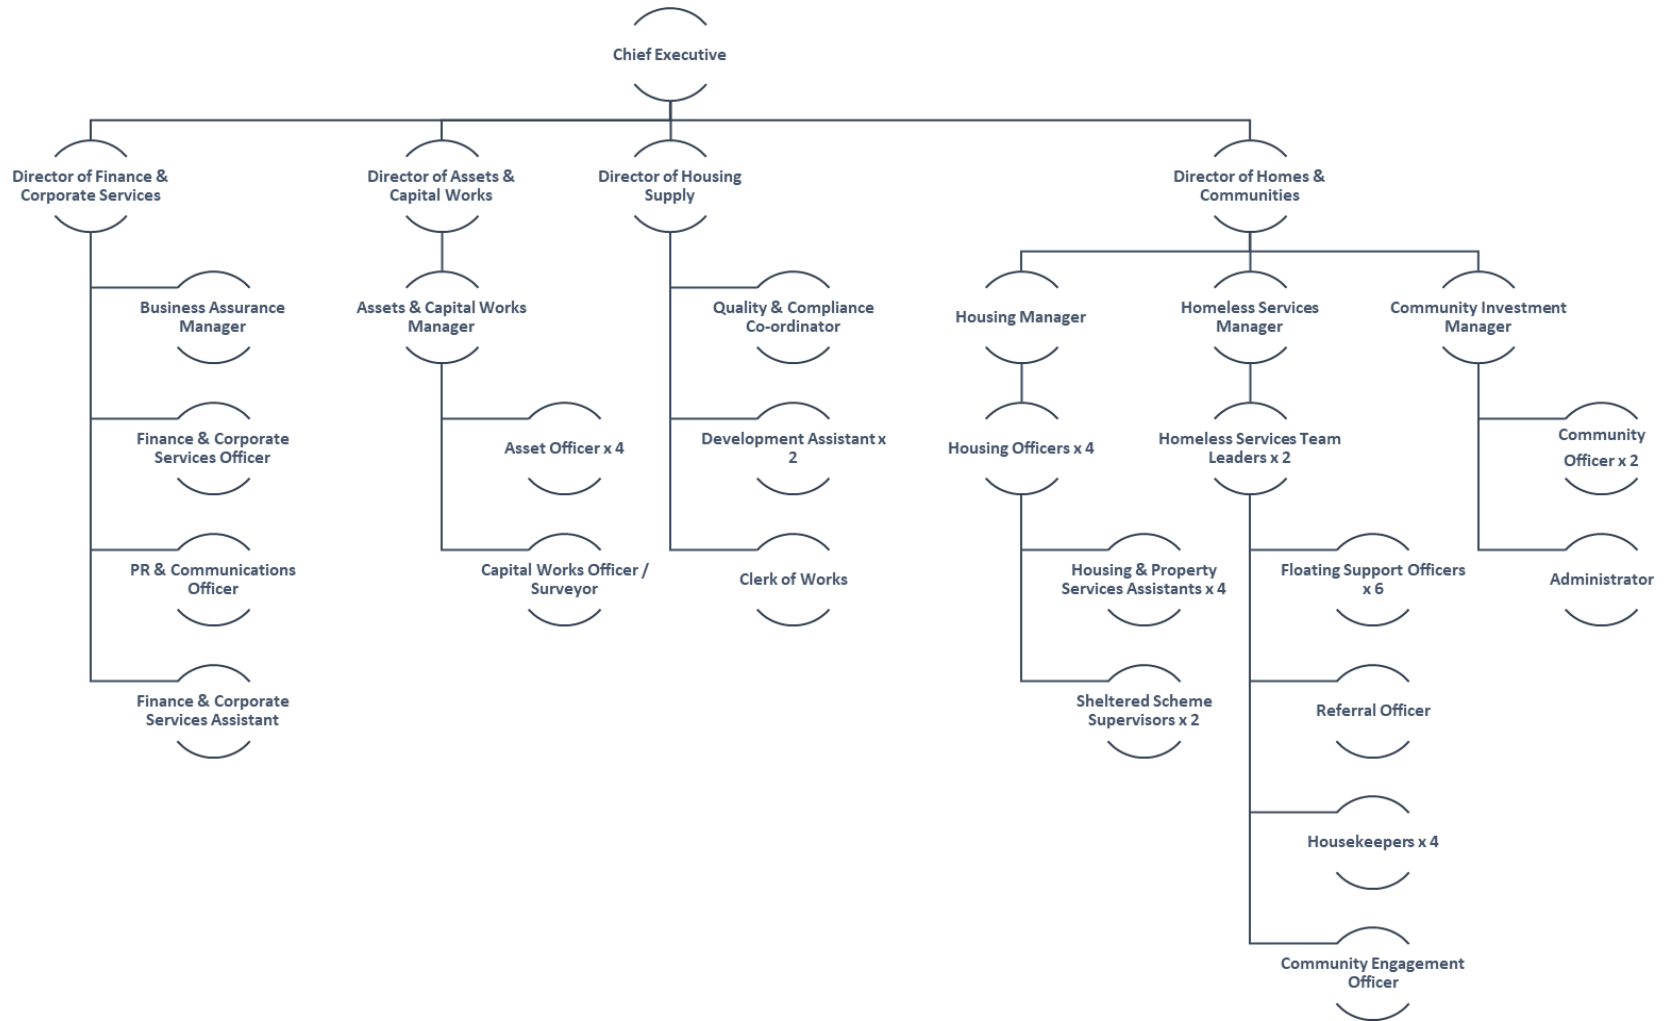 Chief Executive
Director of Finance &
Corporate Services
Director of Assets &
Capital Works
Director of Housing
Supply
Director of Homes &
Communities
Business Assurance
Manager
Assets & Capital Works
Manager
Quality & Compliance
Co-ordinator
Housing Manager
Homeless Services
Manager
Community Investment
Manager
Finance & Corporate
Services Officer
Asset Officer x 4
Development Assistant x
2
Housing Officers x 4
Homeless Services Team
Leaders x 2
Community
Officer x 2
PR & Communications
Officer
Capital Works Officer /
Surveyor
Clerk of Works
Housing & Property
Services Assistants x 4
Floating Support Officers
x 6
Administrator
Finance & Corporate
Services Assistant
Sheltered Scheme
Supervisors x 2
Referral Officer
Housekeepers x 4
Community Engagement
Officer